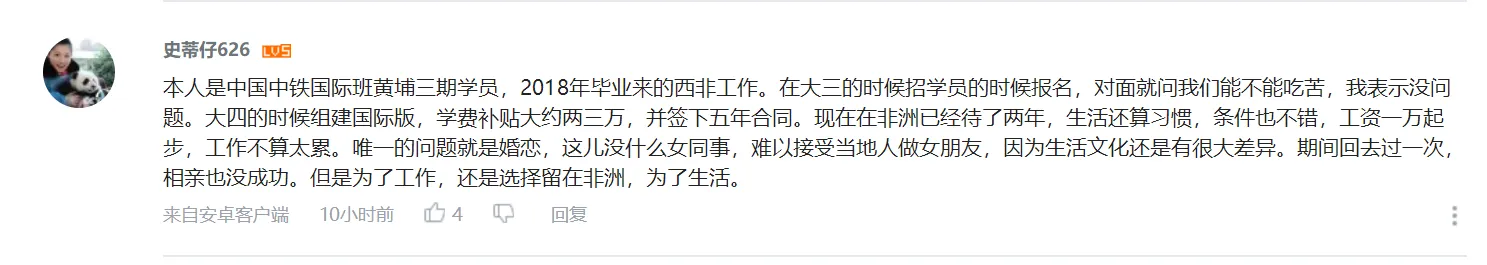 史蒂仔626 LV5
本人是中国中铁国际班黄埔三期学员，2018年毕业来的西非工作。在大三的时候招学员的时候报名，对面就问我们能不能吃苦，我表示没问
题。大四的时候组建国际版，学费补贴大约两三万，并签下五年合同。现在在非洲已经待了两年，生活还算习惯，条件也不错，工资一万起
步，工作不算太累。唯一的问题就是婚恋，这儿没什么女同事，难以接受当地人做女朋友，因为生活文化还是有很大差异。期间回去过一次，
相亲也没成功。但是为了工作，还是选择留在非洲，为了生活。
来自安卓客户端 10小时前 4 回复